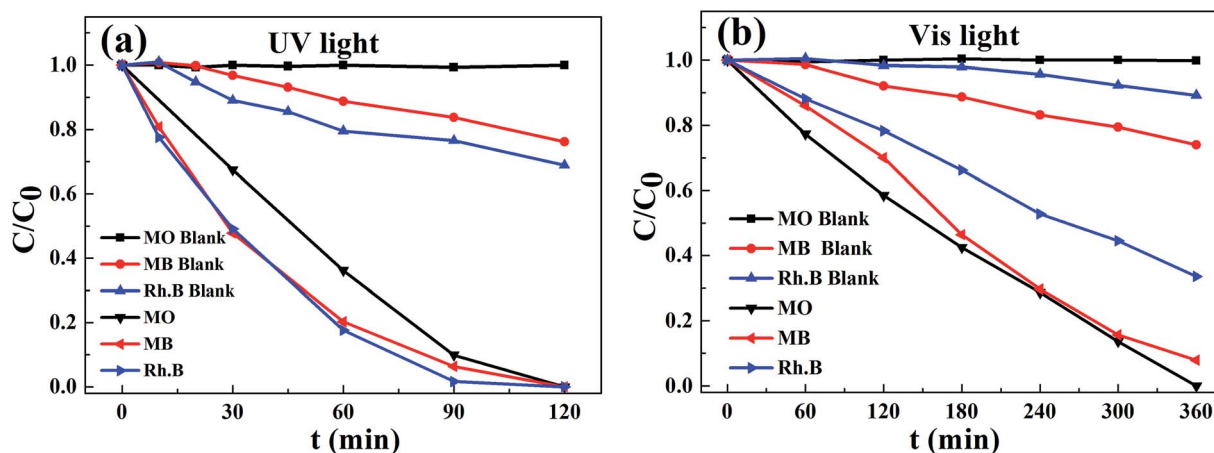 (a)
UV light
C/C0
1.0
0.8
0.6
0.4
0.2
0.0
MO Blank
MB Blank
Rh.B Blank
MO
MB
Rh.B
0 30 60 90 120
t (min)
(b)
Vis light
C/C0
1.0
0.8
0.6
0.4
0.2
0.0
MO Blank
MB Blank
Rh.B Blank
MO
MB
Rh.B
0 60 120 180 240 300 360
t (min)